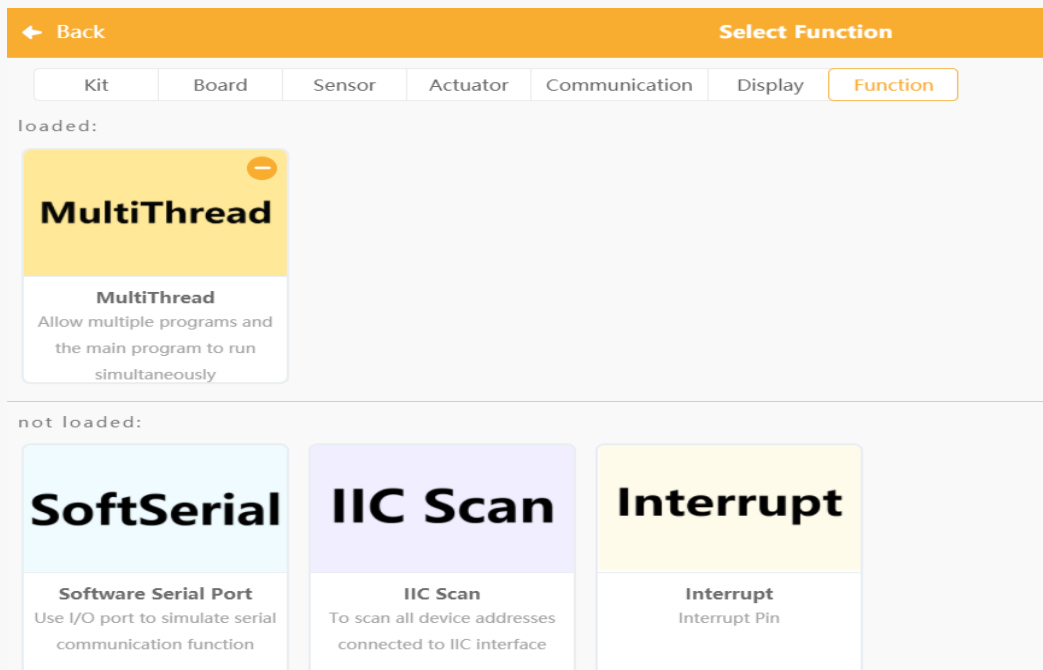 Back
Select Function
Kit Board Sensor Actuator Communication Display Function
loaded:
MultiThread
MultiThread
Allow multiple programs and
the main program to run
simultaneously
not loaded:
SoftSerial
Software Serial Port
Use I/O port to simulate serial
communication function
IIC Scan
IIC Scan
To scan all device addresses
connected to IIC interface
Interrupt
Interrupt
Interrupt Pin